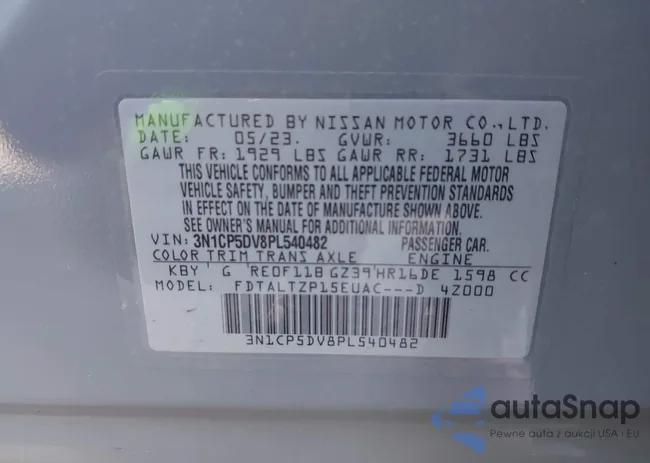 MANUFACTURED BY NISSAN MOTOR CO.,LTD.
DATE: 05/23. GVWR: 3660 LBS
GAWR FR: 1929 LBS GAWR RR: 1731 LBS
THIS VEHICLE CONFORMS TO ALL APPLICABLE FEDERAL MOTOR
VEHICLE SAFETY, BUMPER AND THEFT PREVENTION STANDARDS
IN EFFECT ON THE DATE OF MANUFACTURE SHOWN ABOVE.
SEE OWNER'S MANUAL FOR ADDITIONAL INFORMATION.
VIN: 3N1CP5DV8PL540482 PASSENGER CAR.
COLOR TRIM TRANS AXLE ENGINE
KBY G RE0F11B GZ39 HR16DE 1598 CC
MODEL: FDTALTZP15EUAC---D 4Z000
3N1CP5DV8PL540482
autaSnap
Pewne auta z aukcji USA i EU